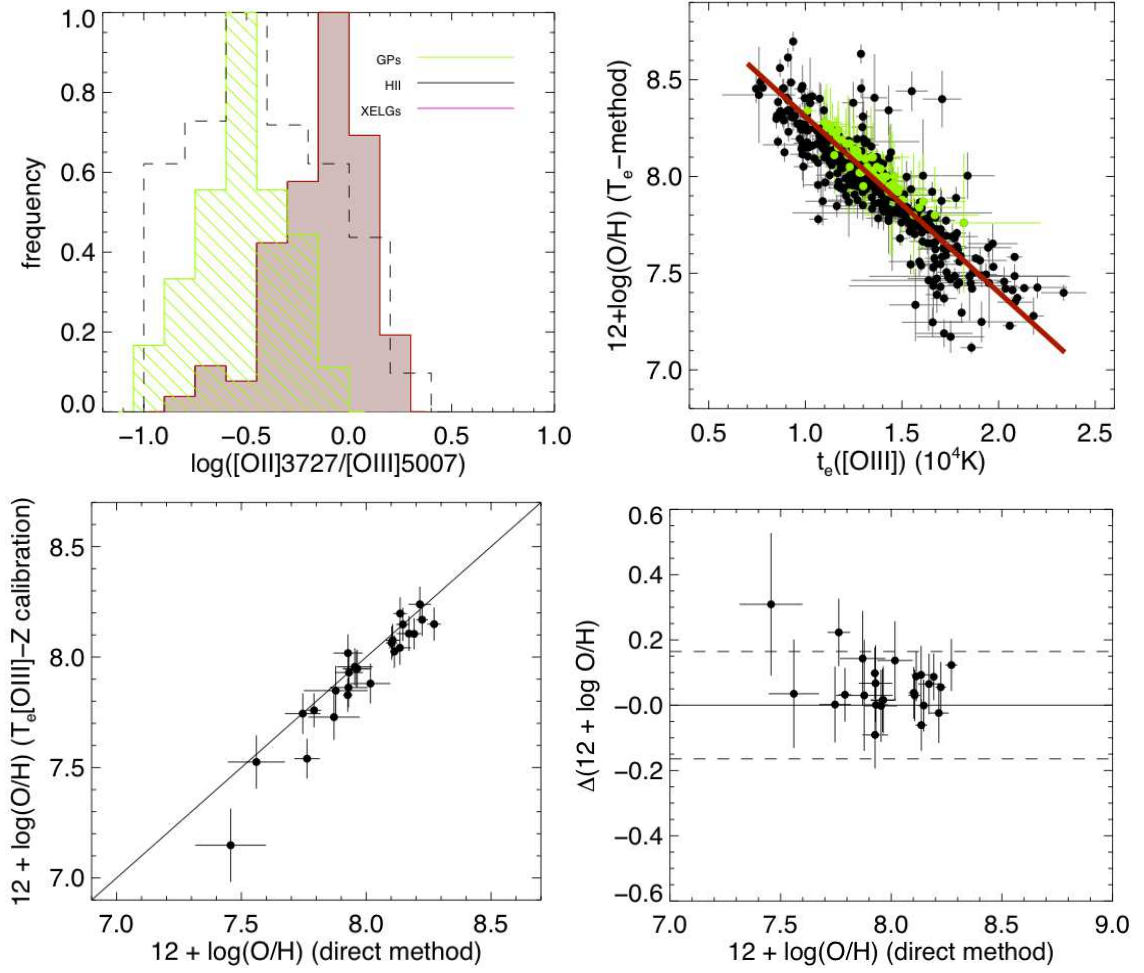 1.0
0.8
0.6
0.4
0.2
0.0
frequency
GPs
HII
XELGs
−1.0 −0.5 0.0 0.5 1.0
log([OII]3727/[OIII]5007)
8.5
8.0
7.5
7.0
12+log(O/H) (Te−method)
0.5 1.0 1.5 2.0 2.5
te([OIII]) (10⁴K)
8.5
8.0
7.5
7.0
12 + log(O/H) (Te[OIII]−Z calibration)
7.0 7.5 8.0 8.5
12 + log(O/H) (direct method)
0.6
0.4
0.2
−0.0
−0.2
−0.4
−0.6
Δ(12 + log O/H)
7.0 7.5 8.0 8.5 9.0
12 + log(O/H) (direct method)